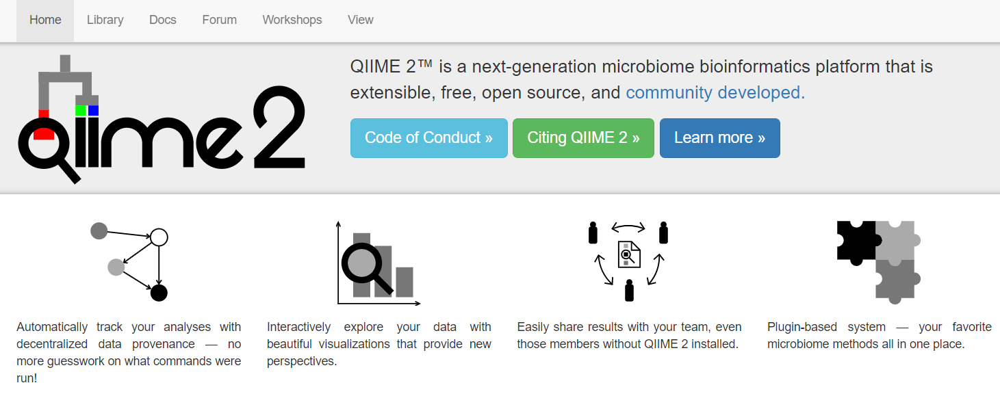 Home Library Docs Forum Workshops View
qiime2
QIIME 2™ is a next-generation microbiome bioinformatics platform that is
extensible, free, open source, and community developed.
Code of Conduct » Citing QIIME 2 » Learn more »
Automatically track your analyses with
decentralized data provenance — no
more guesswork on what commands were
run!
Interactively explore your data with
beautiful visualizations that provide new
perspectives.
Easily share results with your team, even
those members without QIIME 2 installed.
Plugin-based system — your favorite
microbiome methods all in one place.